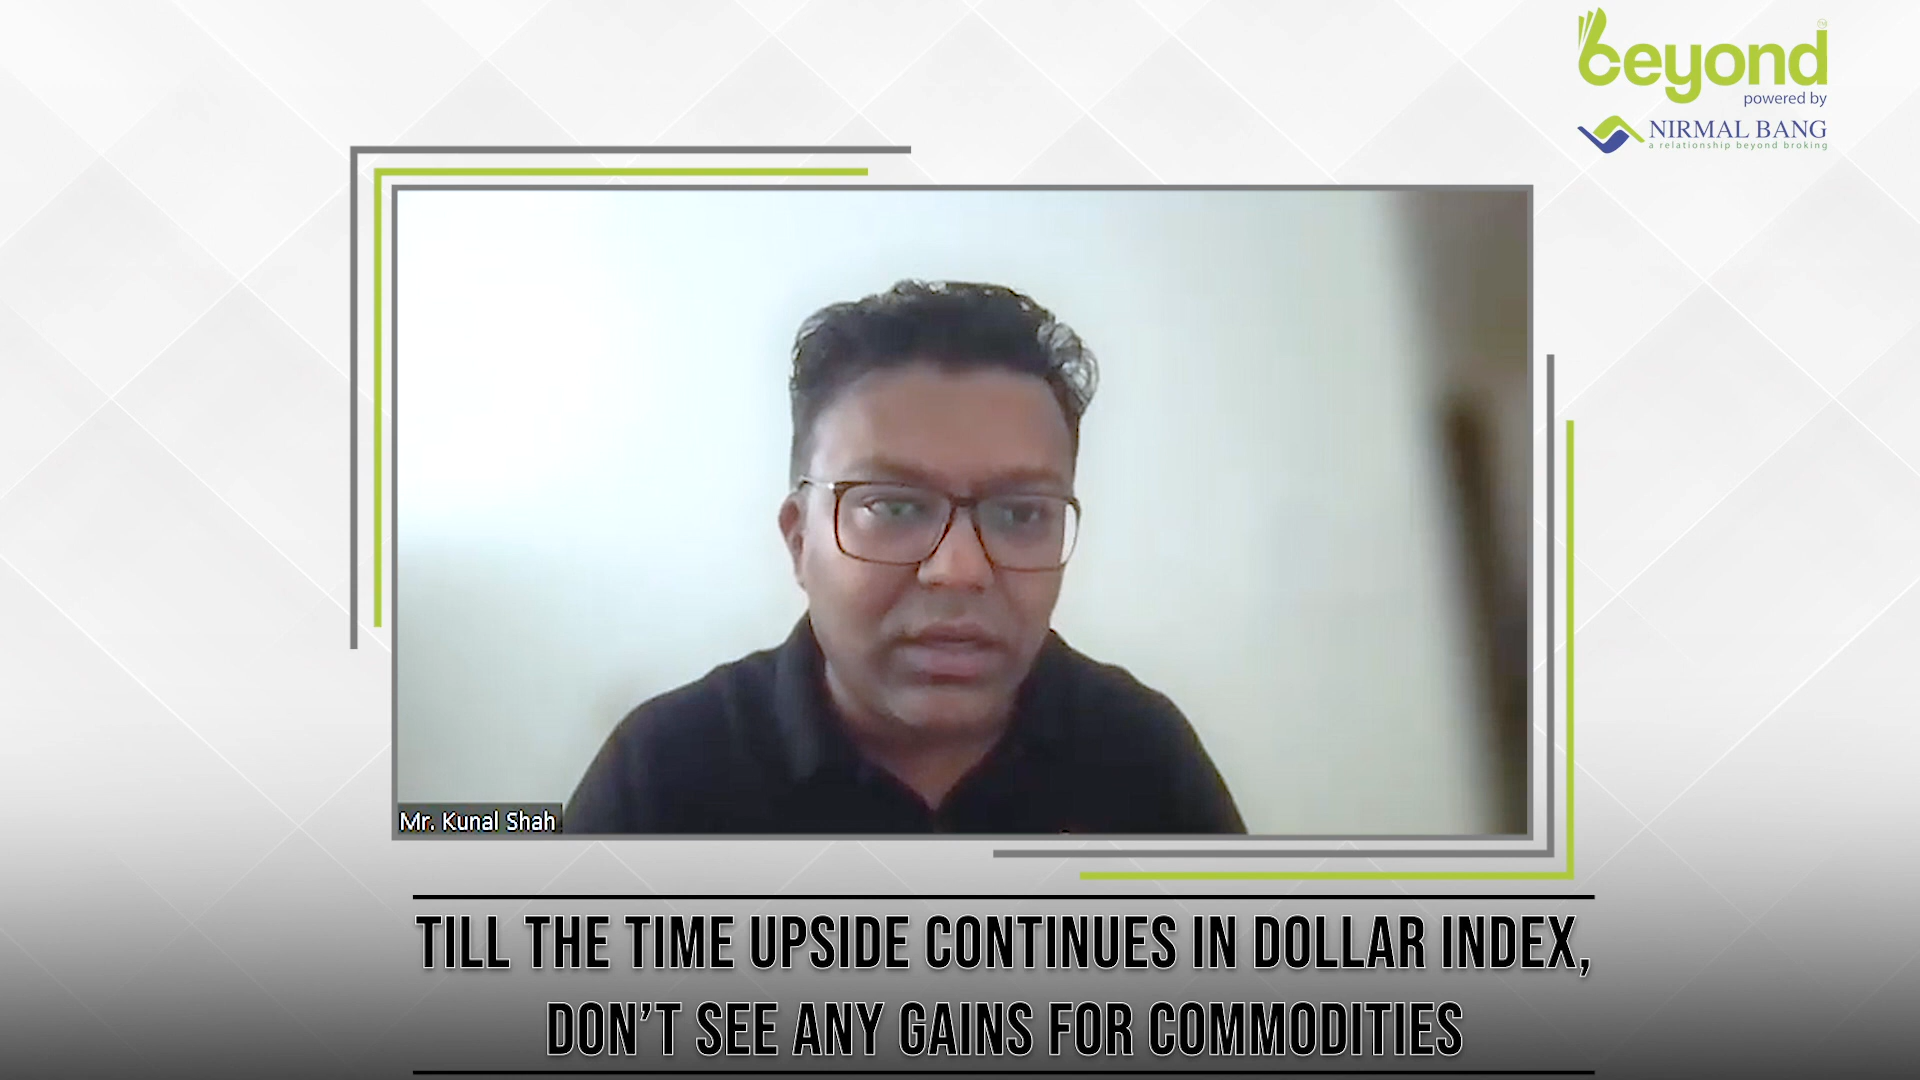 beyond
TM
powered by
NIRMAL BANG
a relationship beyond broking
Mr. Kunal Shah
TILL THE TIME UPSIDE CONTINUES IN DOLLAR INDEX,
DON'T SEE ANY GAINS FOR COMMODITIES